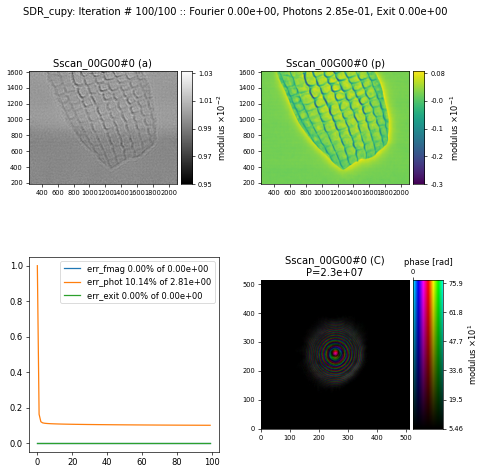 SDR_cupy: Iteration # 100/100 :: Fourier 0.00e+00, Photons 2.85e-01, Exit 0.00e+00
Sscan_00G00#0 (a)
1600
1400
1200
1000
800
600
400
200
400 600 800 1000 1200 1400 1600 1800 2000
1.03
1.01
0.99
0.97
0.95
modulus ×10⁻²
Sscan_00G00#0 (p)
1600
1400
1200
1000
800
600
400
200
400 600 800 1000 1200 1400 1600 1800 2000
0.08
-0.0
-0.1
-0.2
-0.3
modulus ×10⁻¹
1.0
0.8
0.6
0.4
0.2
0.0
0 20 40 60 80 100
err_fmag 0.00% of 0.00e+00
err_phot 10.14% of 2.81e+00
err_exit 0.00% of 0.00e+00
Sscan_00G00#0 (C)
P=2.3e+07
500
400
300
200
100
0
0 100 200 300 400 500
phase [rad]
0
75.9
61.8
47.7
33.6
19.5
5.46
modulus ×10¹